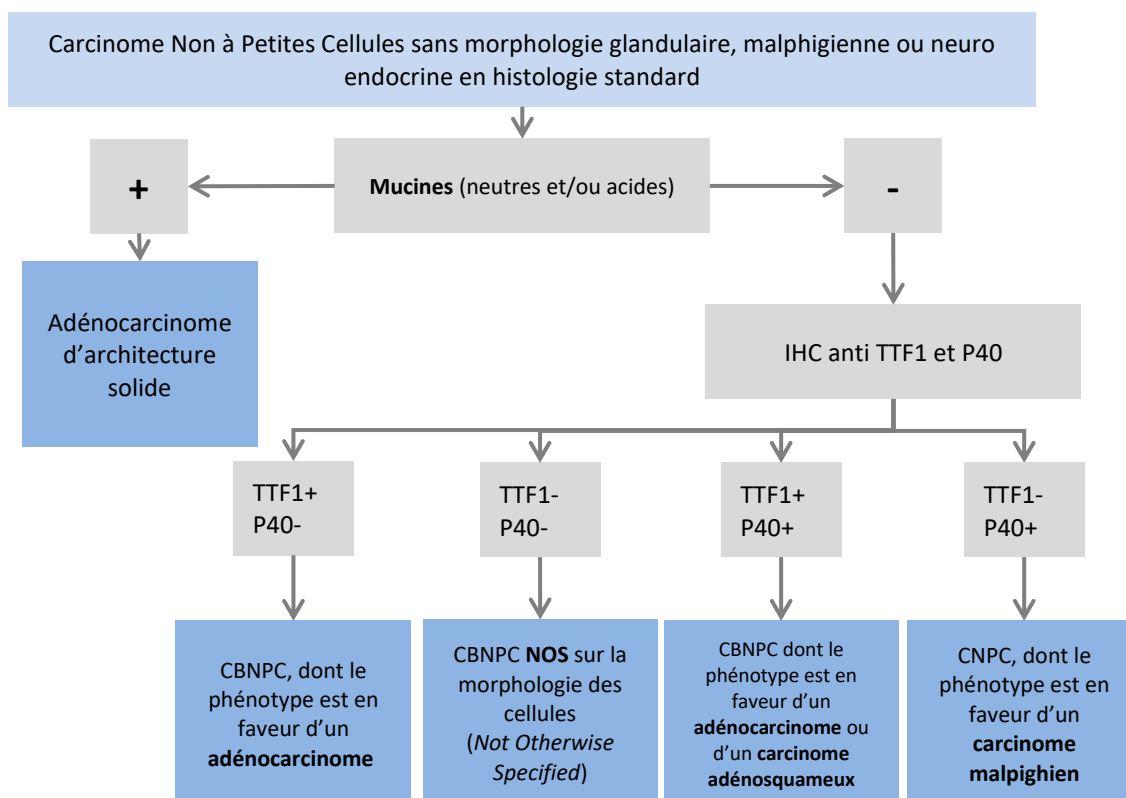 Carcinome Non à Petites Cellules sans morphologie glandulaire, malphigienne ou neuro
endocrine en histologie standard
+
Mucines (neutres et/ou acides)
-
Adénocarcinome
d'architecture
solide
IHC anti TTF1 et P40
TTF1+
P40-
TTF1-
P40-
TTF1+
P40+
TTF1-
P40+
CBNPC, dont le
phénotype est en
faveur d'un
adénocarcinome
CBNPC NOS sur la
morphologie des
cellules
(Not Otherwise
Specified)
CBNPC dont le
phénotype est en
faveur d'un
adénocarcinome ou
d'un carcinome
adénosquameux
CNPC, dont le
phénotype est en
faveur d'un
carcinome
malpighien